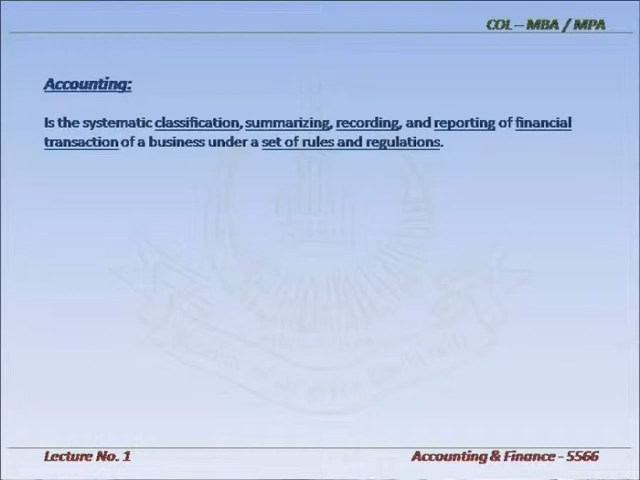 COL – MBA / MPA
Accounting:
Is the systematic classification, summarizing, recording, and reporting of financial
transaction of a business under a set of rules and regulations.
Lecture No. 1
Accounting & Finance - 5566